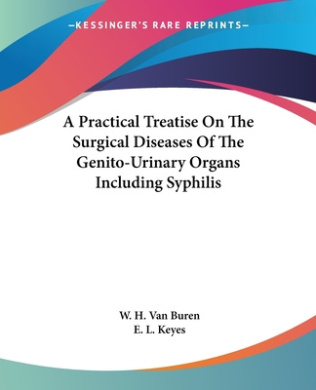 ~KESSINGER'S RARE REPRINTS~
A Practical Treatise On The
Surgical Diseases Of The
Genito-Urinary Organs
Including Syphilis
W. H. Van Buren
E. L. Keyes